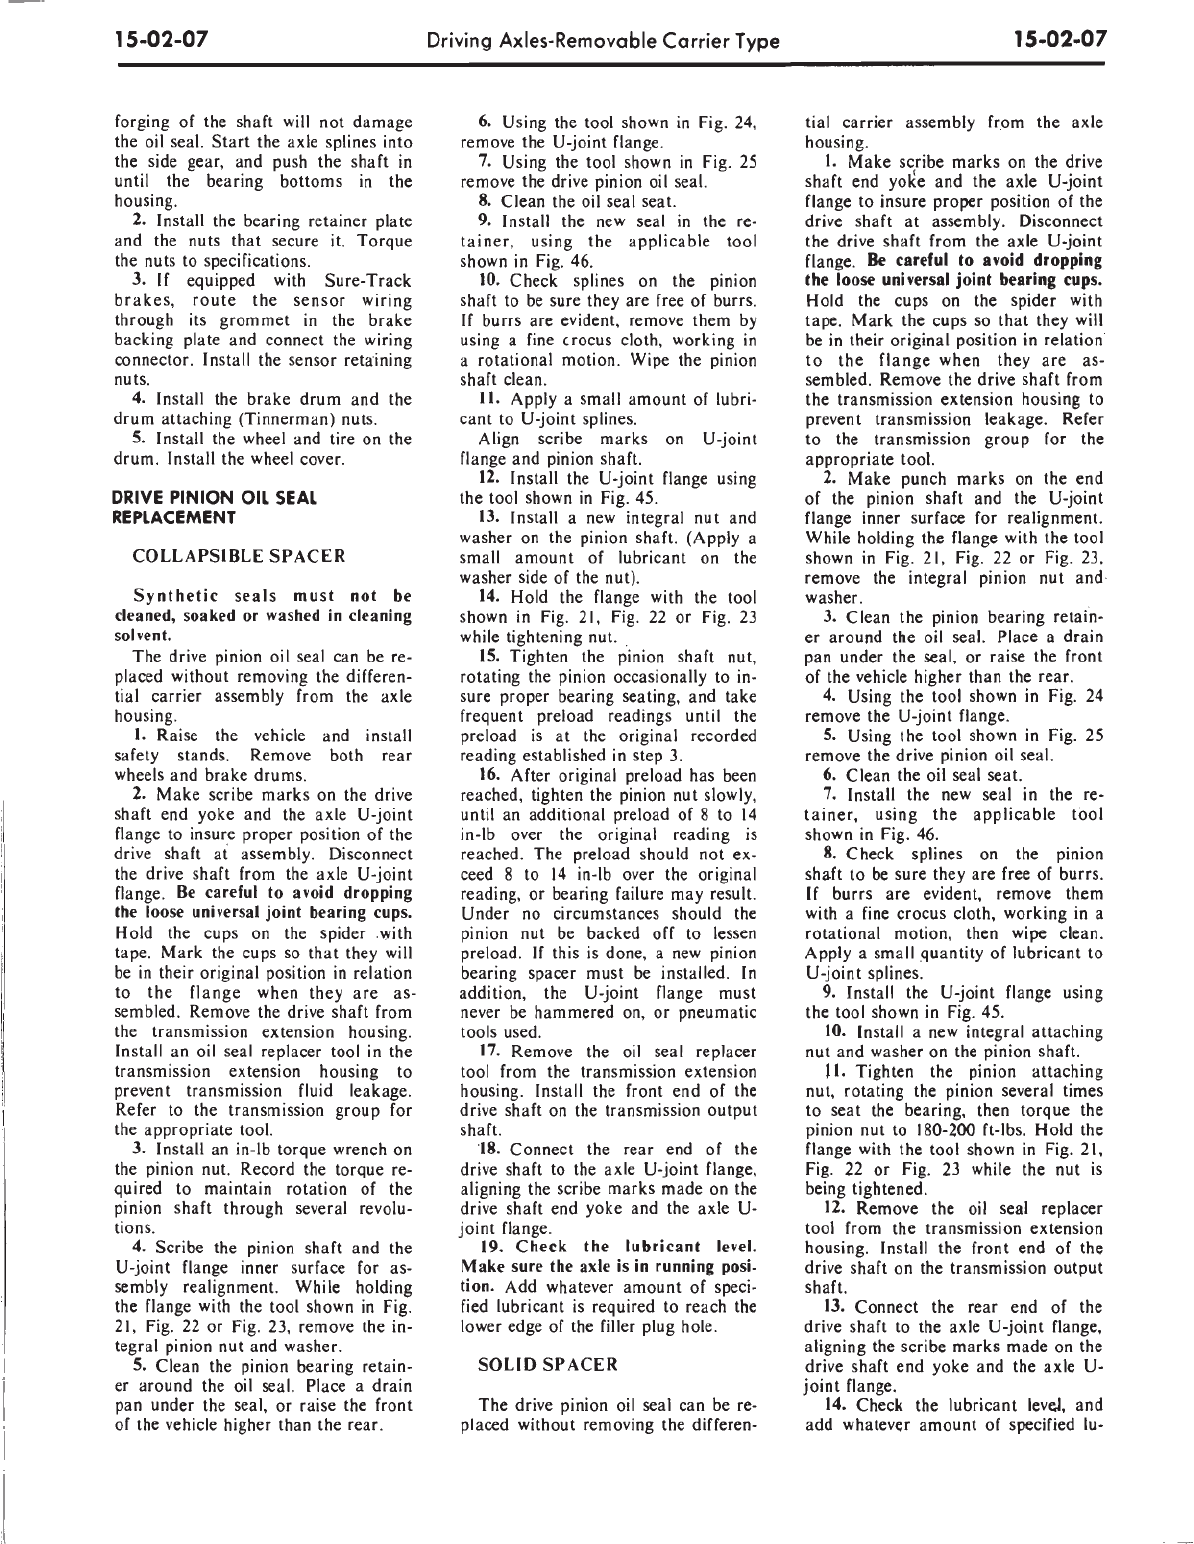 15-02-07 Driving Axles-Removable Carrier Type 15-02-07
forging of the shaft will not damage
the oil seal. Start the axle splines into
the side gear, and push the shaft in
until the bearing bottoms in the
housing.
2. Install the bearing retainer plate
and the nuts that secure it. Torque
the nuts to specifications.
3. If equipped with Sure-Track
brakes, route the sensor wiring
through its grommet in the brake
backing plate and connect the wiring
connector. Install the sensor retaining
nuts.
4. Install the brake drum and the
drum attaching (Tinnerman) nuts.
5. Install the wheel and tire on the
drum. Install the wheel cover.
DRIVE PINION OIL SEAL
REPLACEMENT
COLLAPSIBLE SPACER
Synthetic seals must not be
cleaned, soaked or washed in cleaning
solvent.
The drive pinion oil seal can be re-
placed without removing the differen-
tial carrier assembly from the axle
housing.
1. Raise the vehicle and install
safety stands. Remove both rear
wheels and brake drums.
2. Make scribe marks on the drive
shaft end yoke and the axle U-joint
flange to insure proper position of the
drive shaft at assembly. Disconnect
the drive shaft from the axle U-joint
flange. Be careful to avoid dropping
the loose universal joint bearing cups.
Hold the cups on the spider with
tape. Mark the cups so that they will
be in their original position in relation
to the flange when they are as-
sembled. Remove the drive shaft from
the transmission extension housing.
Install an oil seal replacer tool in the
transmission extension housing to
prevent transmission fluid leakage.
Refer to the transmission group for
the appropriate tool.
3. Install an in-lb torque wrench on
the pinion nut. Record the torque re-
quired to maintain rotation of the
pinion shaft through several revolu-
tions.
4. Scribe the pinion shaft and the
U-joint flange inner surface for as-
sembly realignment. While holding
the flange with the tool shown in Fig.
21, Fig. 22 or Fig. 23, remove the in-
tegral pinion nut and washer.
5. Clean the pinion bearing retain-
er around the oil seal. Place a drain
pan under the seal, or raise the front
of the vehicle higher than the rear.
6. Using the tool shown in Fig. 24,
remove the U-joint flange.
7. Using the tool shown in Fig. 25
remove the drive pinion oil seal.
8. Clean the oil seal seat.
9. Install the new seal in the re-
tainer, using the applicable tool
shown in Fig. 46.
10. Check splines on the pinion
shaft to be sure they are free of burrs.
If burrs are evident, remove them by
using a fine crocus cloth, working in
a rotational motion. Wipe the pinion
shaft clean.
11. Apply a small amount of lubri-
cant to U-joint splines.
Align scribe marks on U-joint
flange and pinion shaft.
12. Install the U-joint flange using
the tool shown in Fig. 45.
13. Install a new integral nut and
washer on the pinion shaft. (Apply a
small amount of lubricant on the
washer side of the nut).
14. Hold the flange with the tool
shown in Fig. 21, Fig. 22 or Fig. 23
while tightening nut.
15. Tighten the pinion shaft nut,
rotating the pinion occasionally to in-
sure proper bearing seating, and take
frequent preload readings until the
preload is at the original recorded
reading established in step 3.
16. After original preload has been
reached, tighten the pinion nut slowly,
until an additional preload of 8 to 14
in-lb over the original reading is
reached. The preload should not ex-
ceed 8 to 14 in-lb over the original
reading, or bearing failure may result.
Under no circumstances should the
pinion nut be backed off to lessen
preload. If this is done, a new pinion
bearing spacer must be installed. In
addition, the U-joint flange must
never be hammered on, or pneumatic
tools used.
17. Remove the oil seal replacer
tool from the transmission extension
housing. Install the front end of the
drive shaft on the transmission output
shaft.
18. Connect the rear end of the
drive shaft to the axle U-joint flange,
aligning the scribe marks made on the
drive shaft end yoke and the axle U-
joint flange.
19. Check the lubricant level.
Make sure the axle is in running posi-
tion. Add whatever amount of speci-
fied lubricant is required to reach the
lower edge of the filler plug hole.
SOLID SPACER
The drive pinion oil seal can be re-
placed without removing the differen-
tial carrier assembly from the axle
housing.
1. Make scribe marks on the drive
shaft end yoke and the axle U-joint
flange to insure proper position of the
drive shaft at assembly. Disconnect
the drive shaft from the axle U-joint
flange. Be careful to avoid dropping
the loose universal joint bearing cups.
Hold the cups on the spider with
tape. Mark the cups so that they will
be in their original position in relation
to the flange when they are as-
sembled. Remove the drive shaft from
the transmission extension housing to
prevent transmission leakage. Refer
to the transmission group for the
appropriate tool.
2. Make punch marks on the end
of the pinion shaft and the U-joint
flange inner surface for realignment.
While holding the flange with the tool
shown in Fig. 21, Fig. 22 or Fig. 23,
remove the integral pinion nut and
washer.
3. Clean the pinion bearing retain-
er around the oil seal. Place a drain
pan under the seal, or raise the front
of the vehicle higher than the rear.
4. Using the tool shown in Fig. 24
remove the U-joint flange.
5. Using the tool shown in Fig. 25
remove the drive pinion oil seal.
6. Clean the oil seal seat.
7. Install the new seal in the re-
tainer, using the applicable tool
shown in Fig. 46.
8. Check splines on the pinion
shaft to be sure they are free of burrs.
If burrs are evident, remove them
with a fine crocus cloth, working in a
rotational motion, then wipe clean.
Apply a small quantity of lubricant to
U-joint splines.
9. Install the U-joint flange using
the tool shown in Fig. 45.
10. Install a new integral attaching
nut and washer on the pinion shaft.
11. Tighten the pinion attaching
nut, rotating the pinion several times
to seat the bearing, then torque the
pinion nut to 180-200 ft-lbs. Hold the
flange with the tool shown in Fig. 21,
Fig. 22 or Fig. 23 while the nut is
being tightened.
12. Remove the oil seal replacer
tool from the transmission extension
housing. Install the front end of the
drive shaft on the transmission output
shaft.
13. Connect the rear end of the
drive shaft to the axle U-joint flange,
aligning the scribe marks made on the
drive shaft end yoke and the axle U-
joint flange.
14. Check the lubricant level, and
add whatever amount of specified lu-